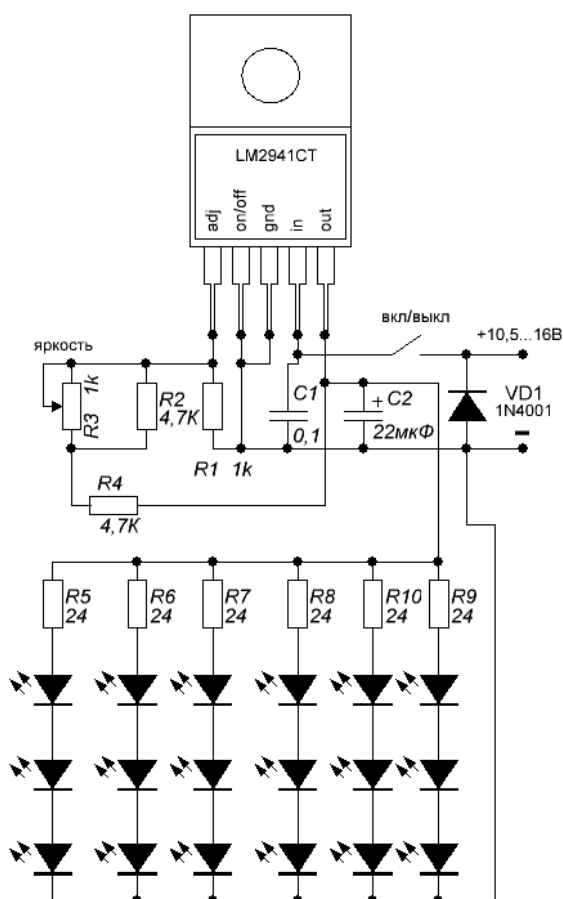 LM2941CT
adj
on/off
gnd
in
out
вкл/выкл
+10,5...16В
яркость
1k
R3
R2
4,7К
R1 1k
C1
0,1
+ C2
22мкФ
VD1
1N4001
–
R4
4,7К
R5
24
R6
24
R7
24
R8
24
R10
24
R9
24